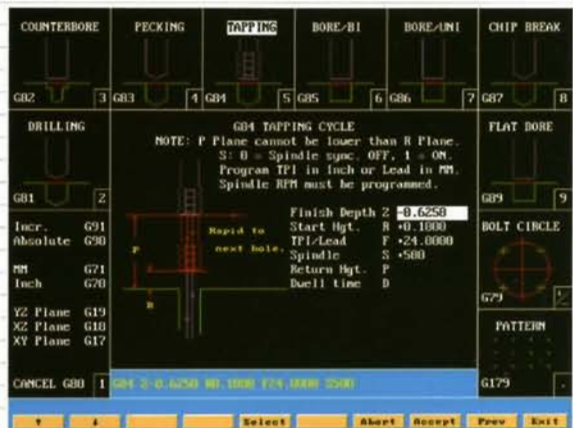 COUNTERBORE
G82 3
PECKING
G83 4
TAPPING
G84 5
BORE/BI
G85 6
BORE/UNI
G86 7
CHIP BREAK
G87 8
DRILLING
G81 2
G84 TAPPING CYCLE
NOTE: P Plane cannot be lower than R Plane.
S: 0 = Spindle sync. OFF, 1 = ON.
Program TPI in Inch or Lead in MM.
Spindle RPM must be programmed.
Rapid to
next hole.
P
R
Finish Depth Z -0.6250
Start Hgt. R +0.1000
TPI/Lead F +24.0000
Spindle S +500
Return Hgt. P
Dwell time D
FLAT BORE
G89 9
BOLT CIRCLE
G79
PATTERN
G179 .
Incr. G91
Absolute G90
MM G71
Inch G70
YZ Plane G19
XZ Plane G18
XY Plane G17
CANCEL G80 1
G84 Z-0.6250 R0.1000 F24.0000 S500
↑ ↓ Select Abort Accept Prev Exit